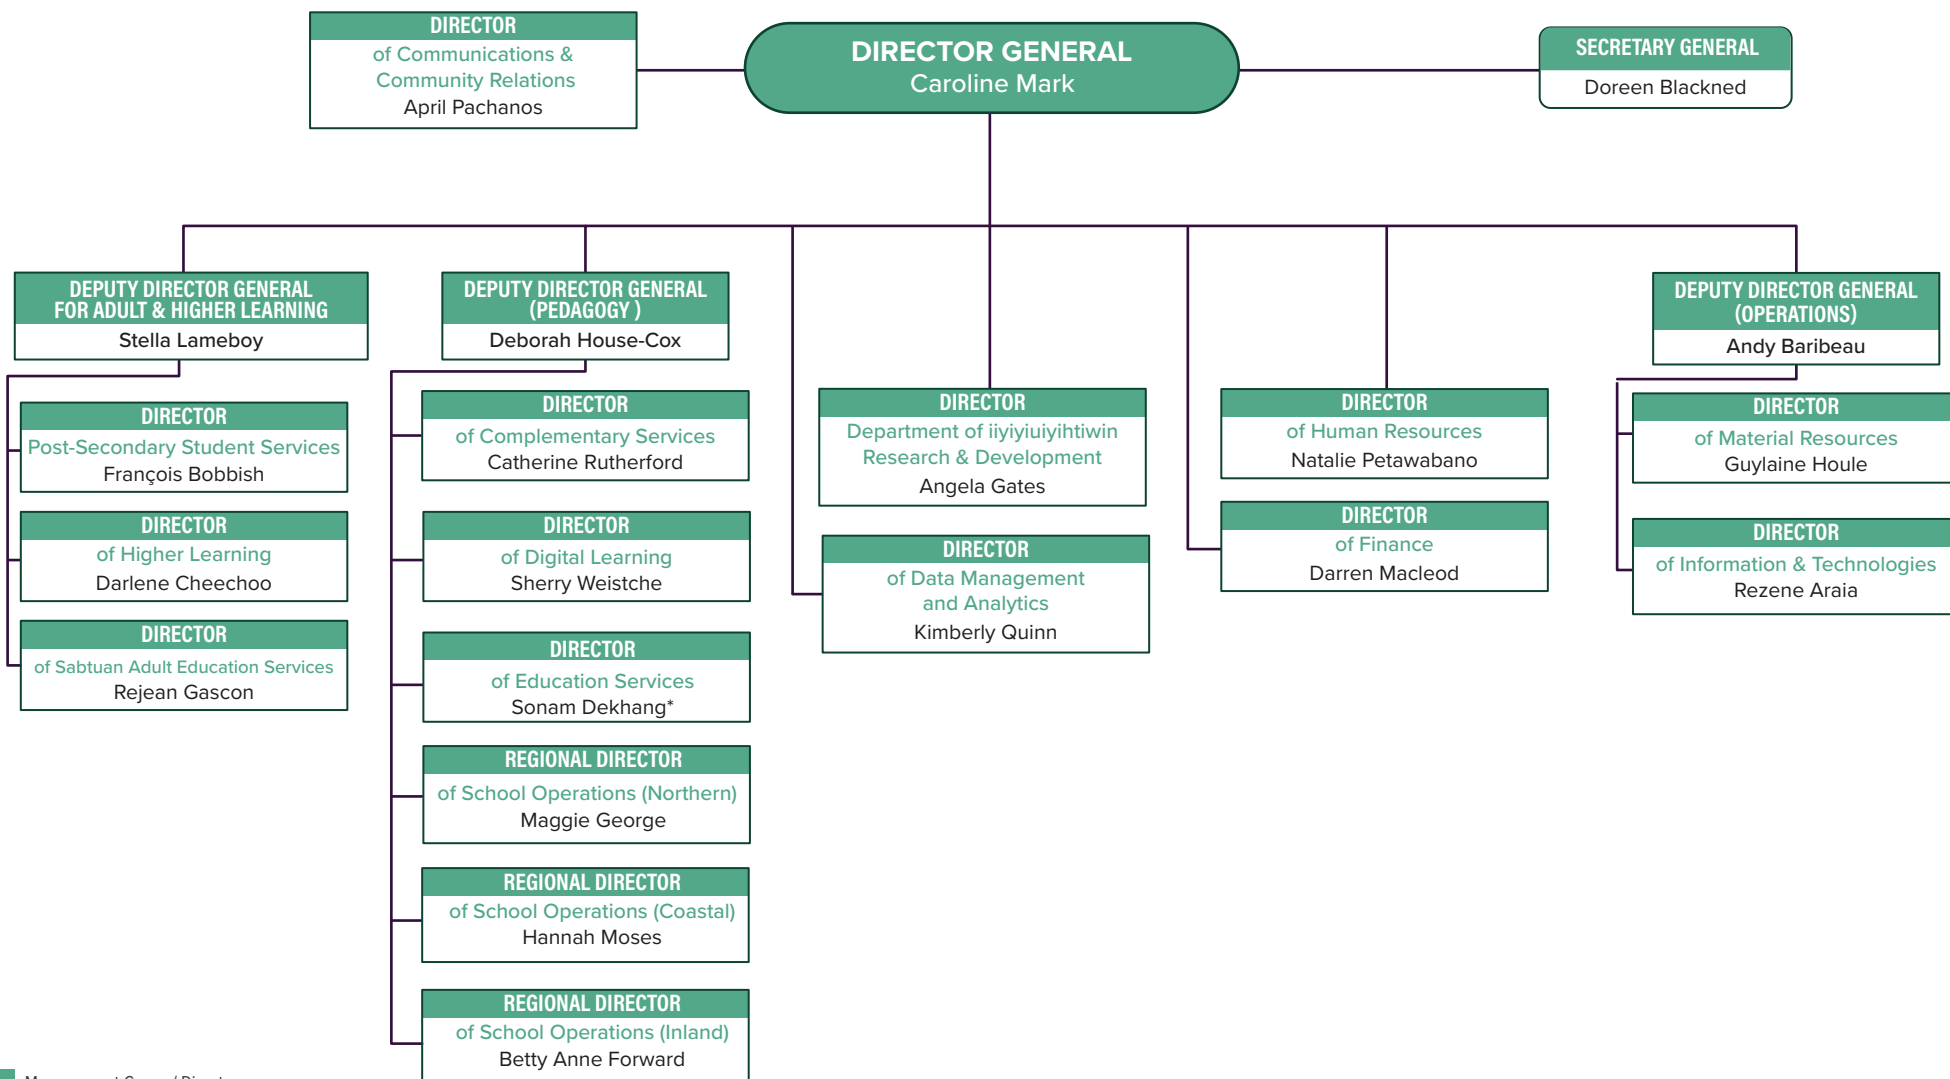 DIRECTOR
of Communications &
Community Relations
April Pachanos
DIRECTOR GENERAL
Caroline Mark
SECRETARY GENERAL
Doreen Blackned
DEPUTY DIRECTOR GENERAL
FOR ADULT & HIGHER LEARNING
Stella Lameboy
DIRECTOR
Post-Secondary Student Services
François Bobbish
DIRECTOR
of Higher Learning
Darlene Cheechoo
DIRECTOR
of Sabtuan Adult Education Services
Rejean Gascon
DEPUTY DIRECTOR GENERAL
(PEDAGOGY )
Deborah House-Cox
DIRECTOR
of Complementary Services
Catherine Rutherford
DIRECTOR
of Digital Learning
Sherry Weistche
DIRECTOR
of Education Services
Sonam Dekhang*
REGIONAL DIRECTOR
of School Operations (Northern)
Maggie George
REGIONAL DIRECTOR
of School Operations (Coastal)
Hannah Moses
REGIONAL DIRECTOR
of School Operations (Inland)
Betty Anne Forward
DIRECTOR
Department of iiyiyiuiyihtiwin
Research & Development
Angela Gates
DIRECTOR
of Data Management
and Analytics
Kimberly Quinn
DIRECTOR
of Human Resources
Natalie Petawabano
DIRECTOR
of Finance
Darren Macleod
DEPUTY DIRECTOR GENERAL
(OPERATIONS)
Andy Baribeau
DIRECTOR
of Material Resources
Guylaine Houle
DIRECTOR
of Information & Technologies
Rezene Araia